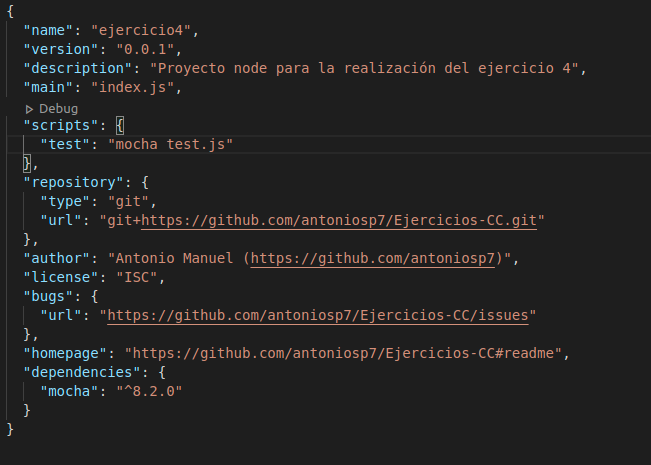 {
  "name": "ejercicio4",
  "version": "0.0.1",
  "description": "Proyecto node para la realización del ejercicio 4",
  "main": "index.js",
  Debug
  "scripts": {
    "test": "mocha test.js"
  },
  "repository": {
    "type": "git",
    "url": "git+https://github.com/antoniosp7/Ejercicios-CC.git"
  },
  "author": "Antonio Manuel (https://github.com/antoniosp7)",
  "license": "ISC",
  "bugs": {
    "url": "https://github.com/antoniosp7/Ejercicios-CC/issues"
  },
  "homepage": "https://github.com/antoniosp7/Ejercicios-CC#readme",
  "dependencies": {
    "mocha": "^8.2.0"
  }
}